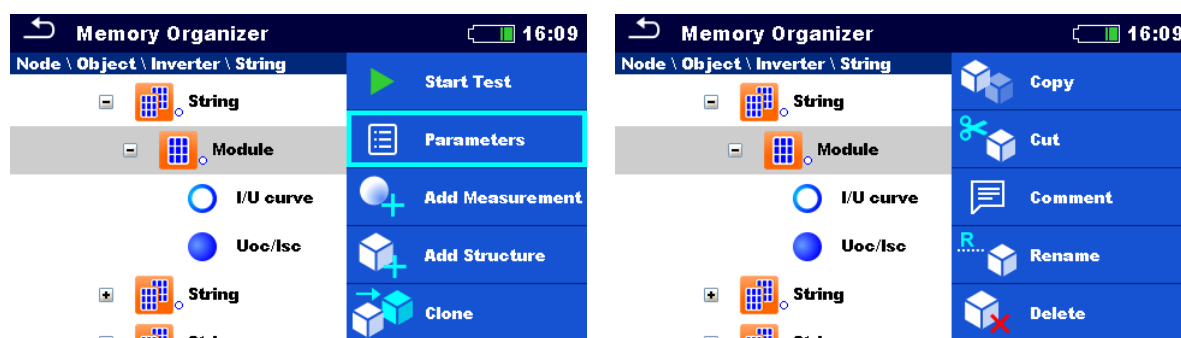 Memory Organizer 16:09
Node \ Object \ Inverter \ String
String
Module
I/U curve
Uoc/Isc
String
Start Test
Parameters
Add Measurement
Add Structure
Clone
Memory Organizer 16:09
Node \ Object \ Inverter \ String
String
Module
I/U curve
Uoc/Isc
String
Copy
Cut
Comment
R
Rename
Delete